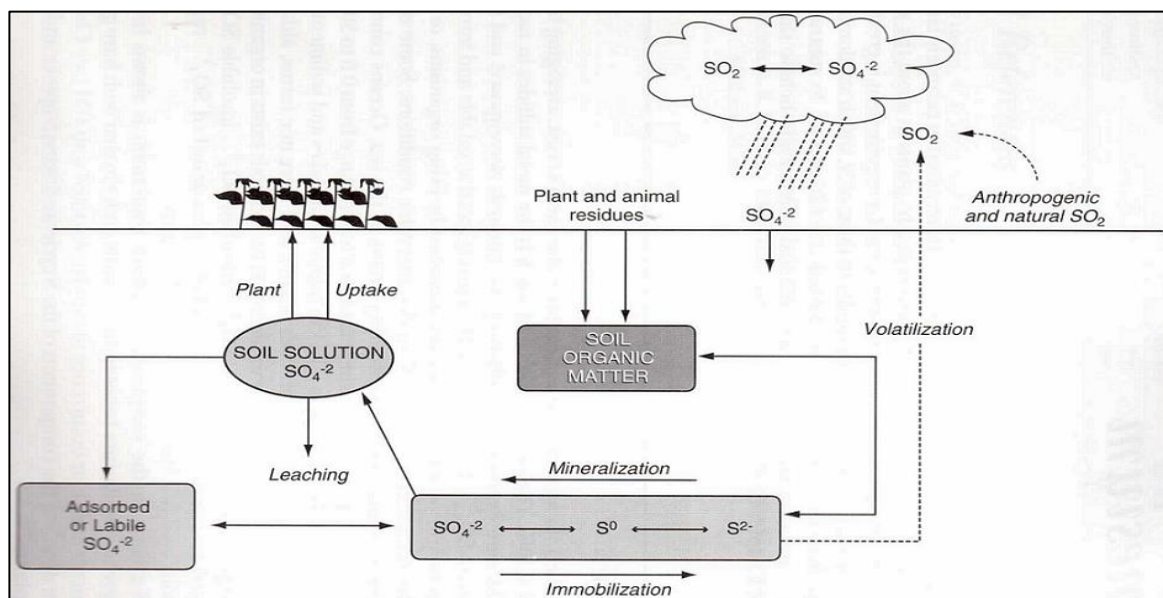 SO₂ ⟷ SO₄⁻²
SO₂
Plant and animal
residues
SO₄⁻²
Anthropogenic
and natural SO₂
Plant
Uptake
Volatilization
SOIL SOLUTION
SO₄⁻²
SOIL
ORGANIC
MATTER
Leaching
Mineralization
Adsorbed
or Labile
SO₄⁻²
SO₄⁻² ⟷ S⁰ ⟷ S²⁻
Immobilization